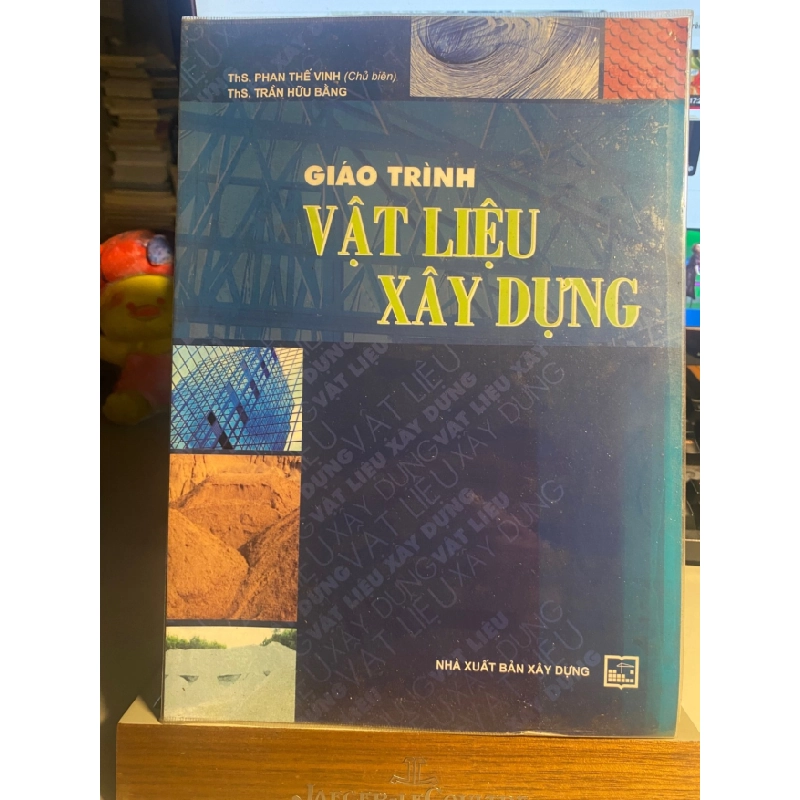 ThS. PHAN THẾ VINH (Chủ biên)
ThS. TRẦN HỮU BẰNG
GIÁO TRÌNH
VẬT LIỆU
XÂY DỰNG
NHÀ XUẤT BẢN XÂY DỰNG